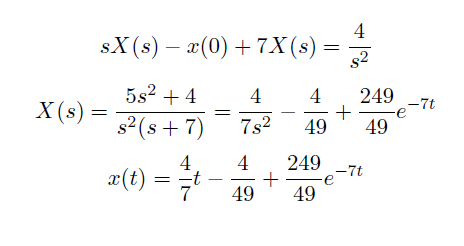 sX(s) − x(0) + 7X(s) = 4/s²
X(s) = (5s² + 4)/(s²(s + 7)) = 4/(7s²) − 4/49 + 249/49 e^(−7t)
x(t) = 4/7 t − 4/49 + 249/49 e^(−7t)